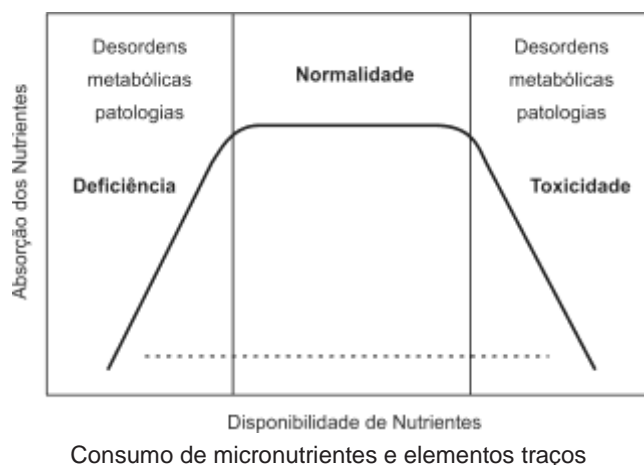 Desordens
metabólicas
patologias
Normalidade
Desordens
metabólicas
patologias
Deficiência
Toxicidade
Absorção dos Nutrientes
Disponibilidade de Nutrientes
Consumo de micronutrientes e elementos traços